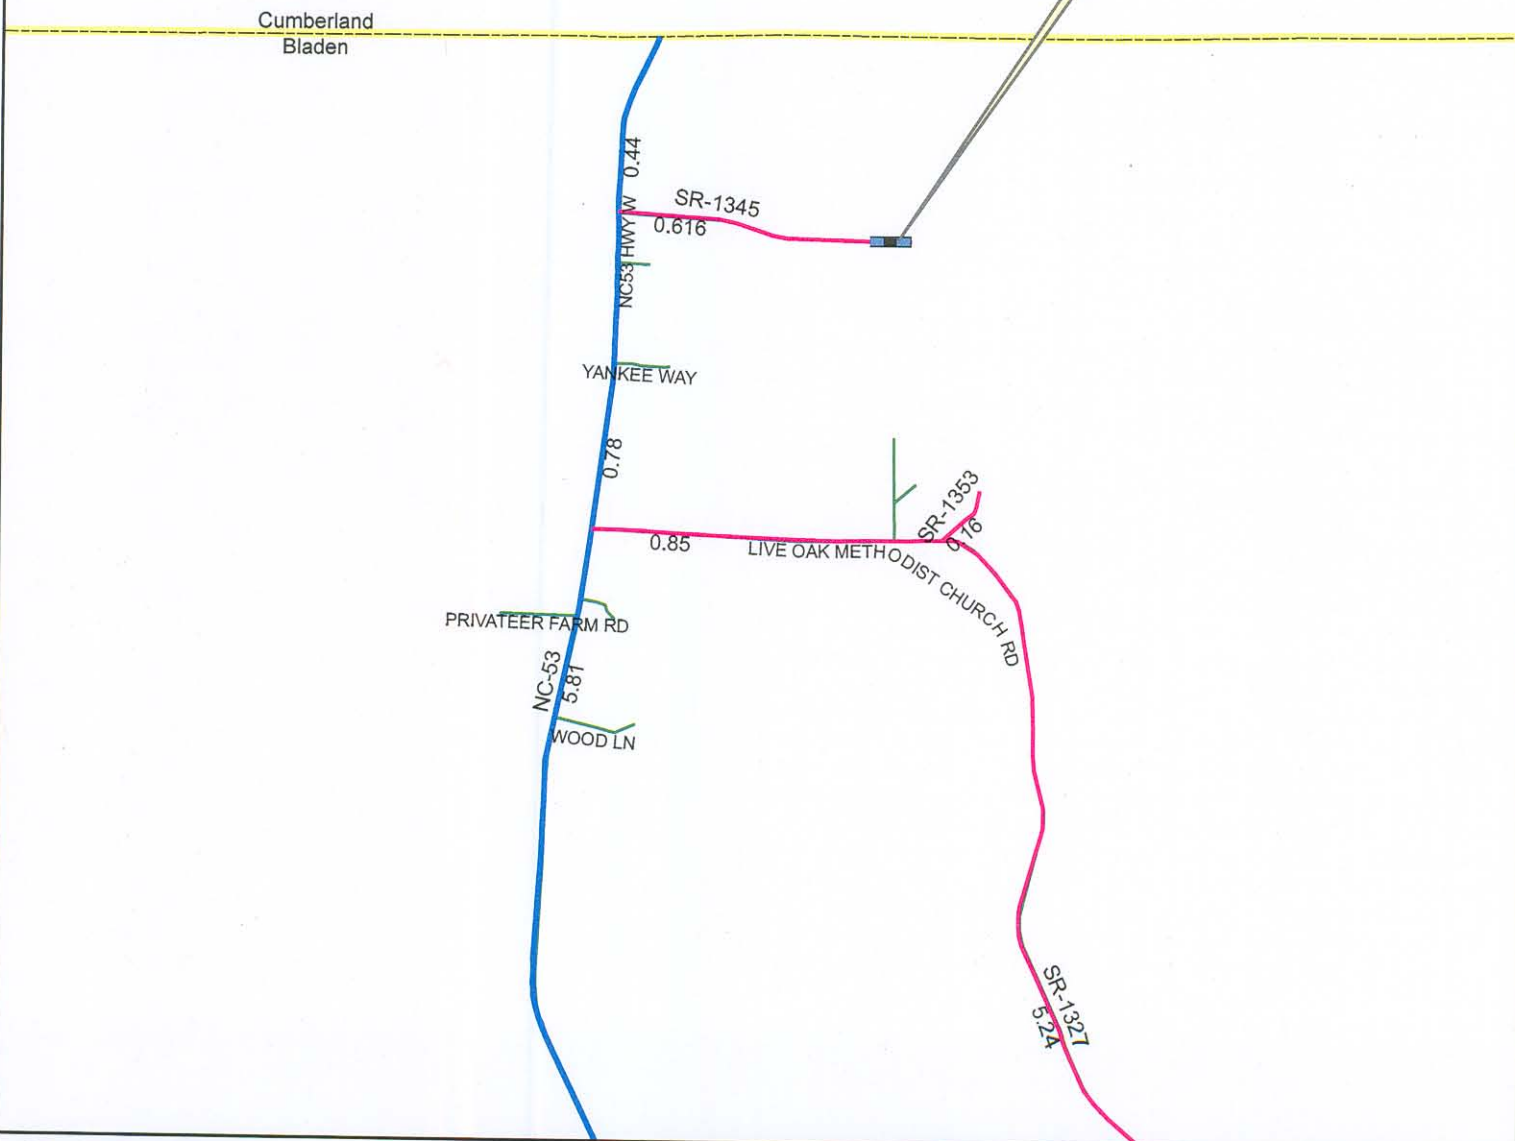 Cumberland
Bladen
0.44
SR-1345
0.616
NC53 HWY W
YANKEE WAY
0.78
SR-1353
0.16
0.85
LIVE OAK METHODIST CHURCH RD
PRIVATEER FARM RD
NC-53
5.81
WOOD LN
SR-1327
5.24